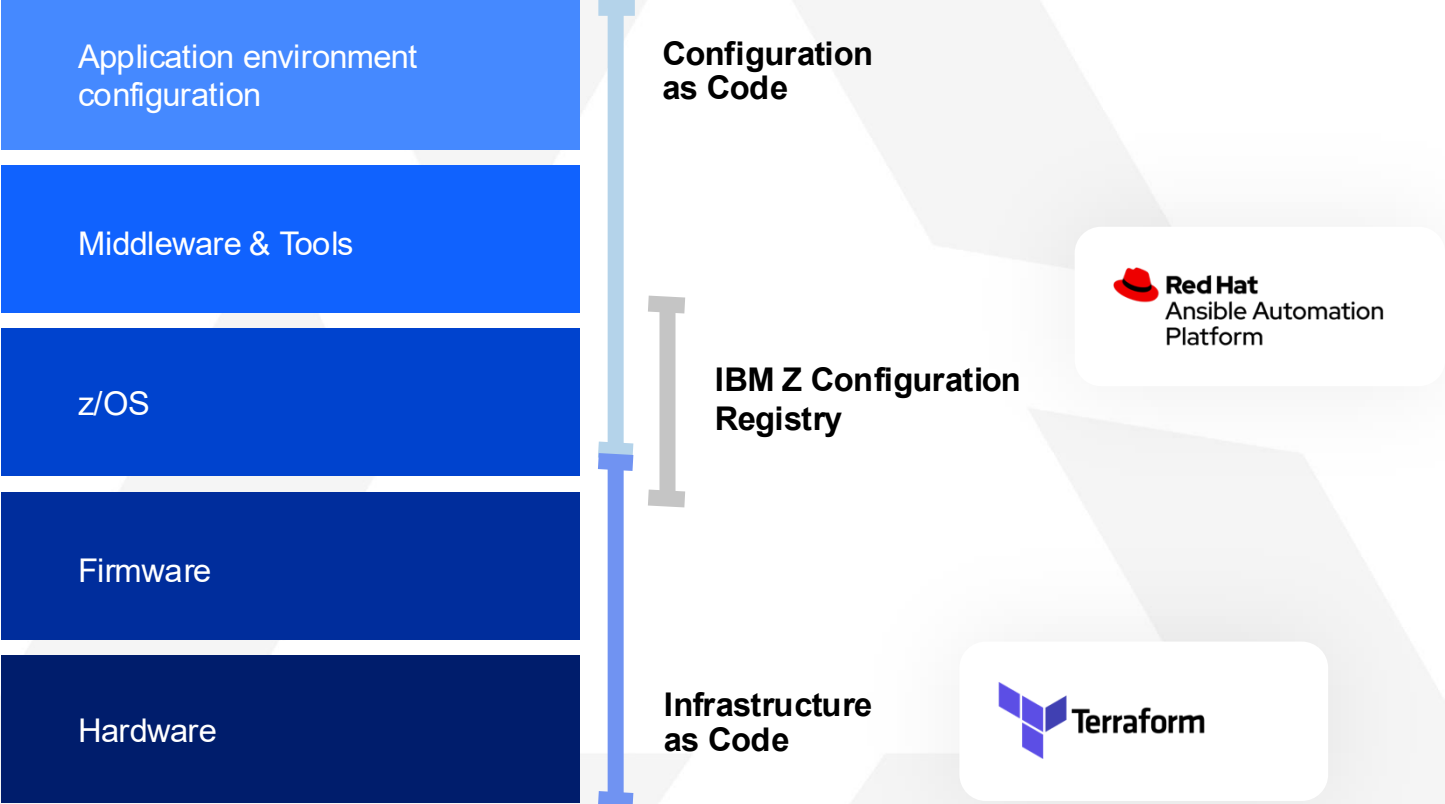 Application environment
configuration
Configuration
as Code
Middleware & Tools
Red Hat
Ansible Automation
Platform
z/OS
IBM Z Configuration
Registry
Firmware
Hardware
Infrastructure
as Code
Terraform